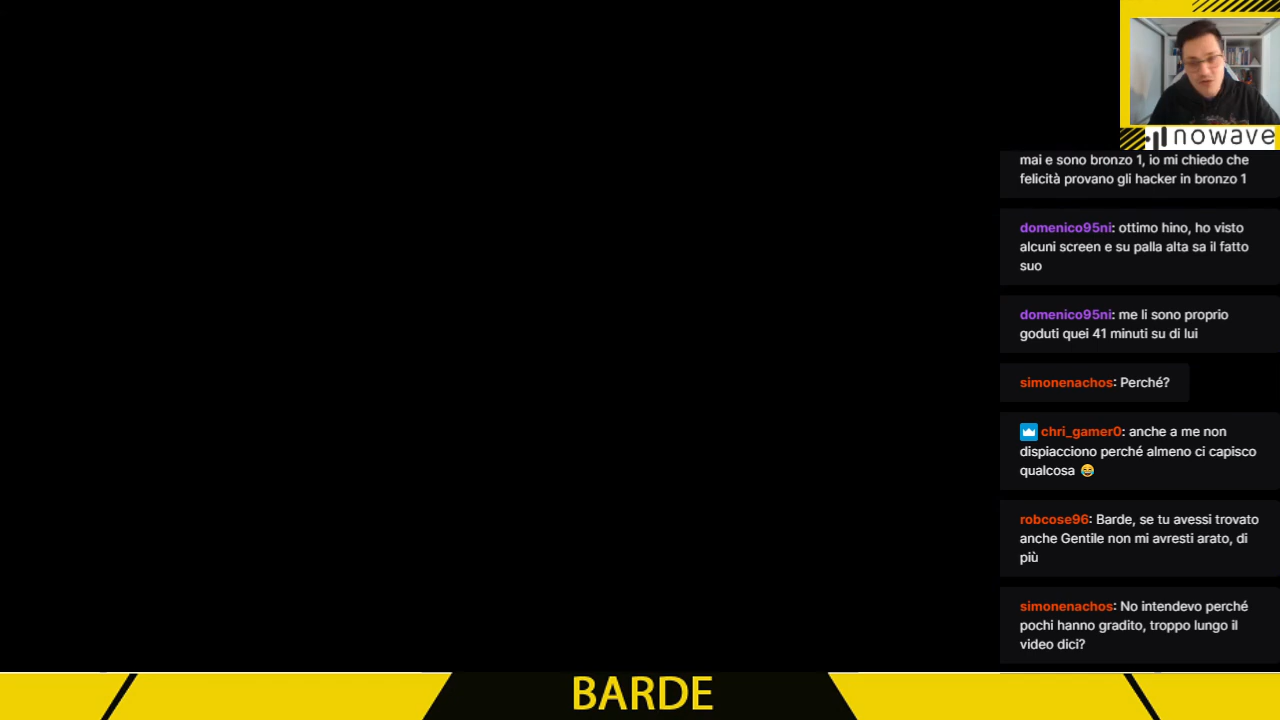 nowave
mai e sono bronzo 1, io mi chiedo che
felicità provano gli hacker in bronzo 1
domenico95ni: ottimo hino, ho visto
alcuni screen e su palla alta sa il fatto
suo
domenico95ni: me li sono proprio
goduti quei 41 minuti su di lui
simonenachos: Perché?
chri_gamer0: anche a me non
dispiacciono perché almeno ci capisco
qualcosa 😂
robcose96: Barde, se tu avessi trovato
anche Gentile non mi avresti arato, di
più
simonenachos: No intendevo perché
pochi hanno gradito, troppo lungo il
video dici?
BARDE